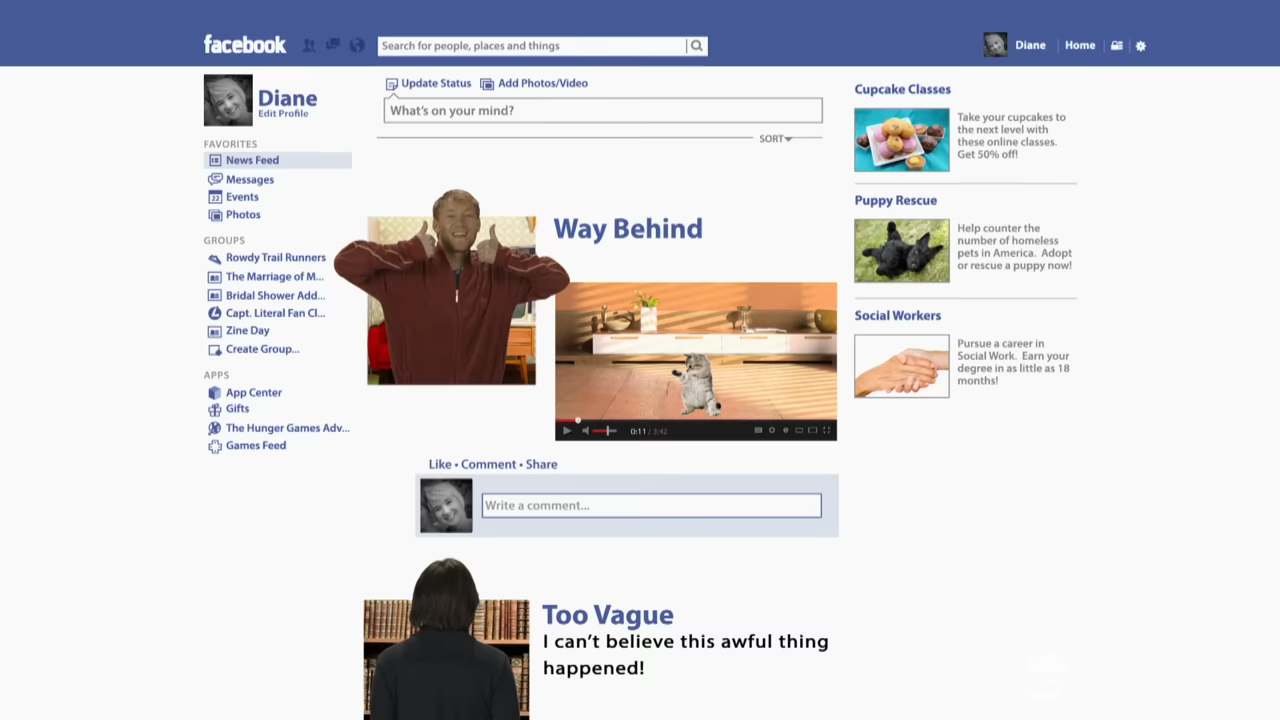 facebook
Search for people, places and things
Diane
Home
Diane
Edit Profile
FAVORITES
News Feed
Messages
22
Events
Photos
GROUPS
Rowdy Trail Runners
The Marriage of M...
Bridal Shower Add...
Capt. Literal Fan Cl...
Zine Day
Create Group...
APPS
App Center
Gifts
The Hunger Games Adv...
Games Feed
Update Status
Add Photos/Video
What's on your mind?
SORT
Way Behind
0:11 / 3:42
Like • Comment • Share
Write a comment...
Too Vague
I can't believe this awful thing
happened!
Cupcake Classes
Take your cupcakes to
the next level with
these online classes.
Get 50% off!
Puppy Rescue
Help counter the
number of homeless
pets in America. Adopt
or rescue a puppy now!
Social Workers
Pursue a career in
Social Work. Earn your
degree in as little as 18
months!